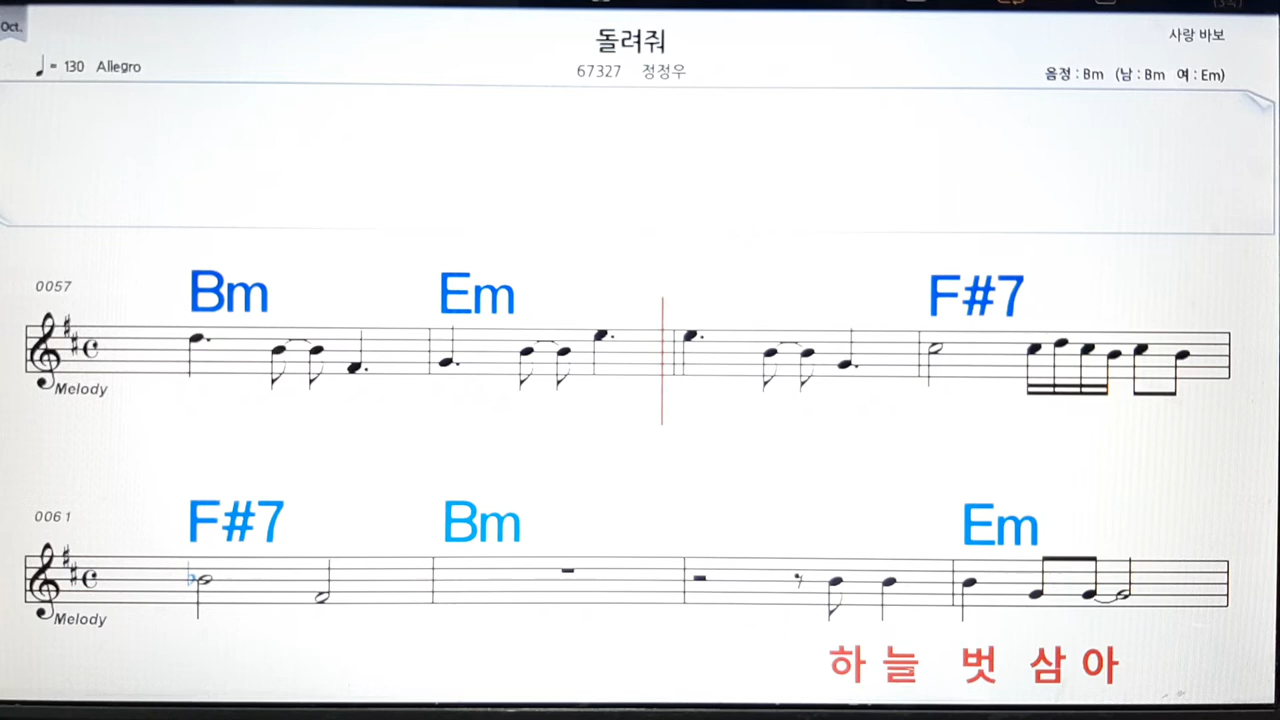 Oct.
돌려줘
사랑 바보
♩= 130 Allegro
67327 정정우
음정 : Bm (남 : Bm 여 : Em)
0057
Bm Em F#7
Melody
0061
F#7 Bm Em
Melody
하 늘 벗 삼 아